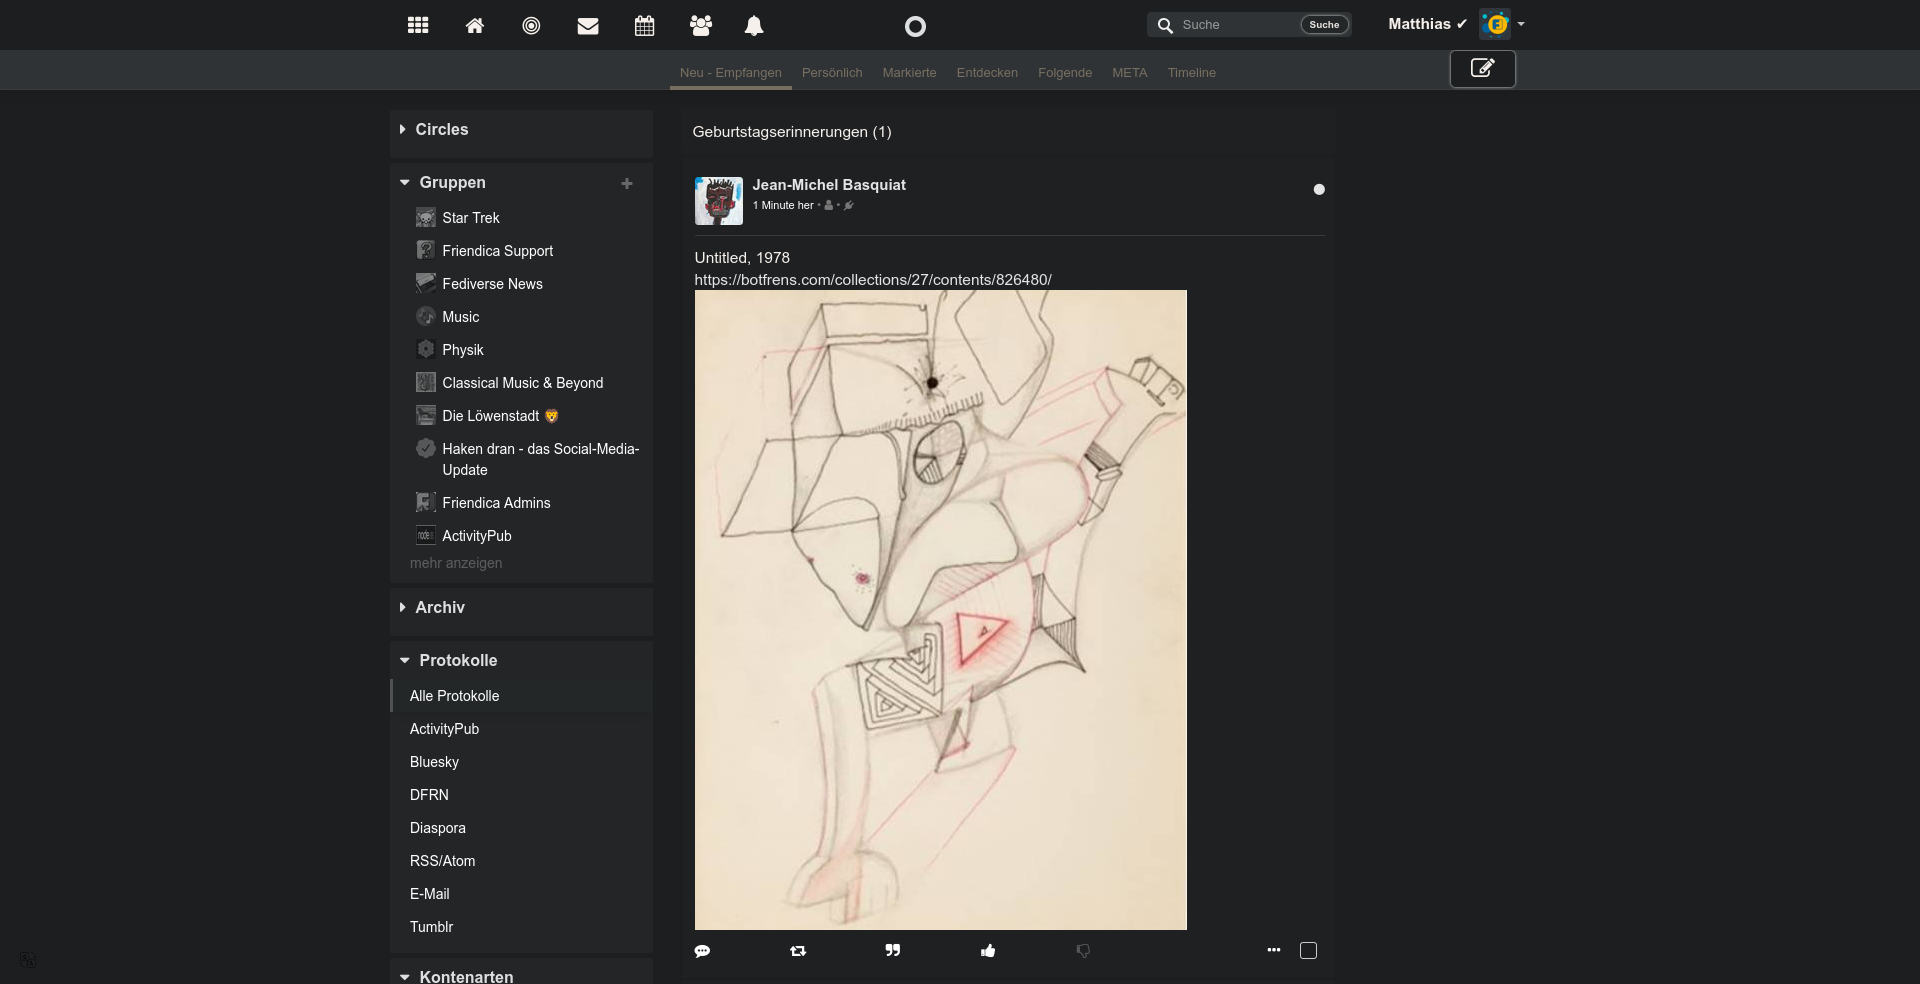 Suche
Suche
Matthias ✔
Neu - Empfangen
Persönlich
Markierte
Entdecken
Folgende
META
Timeline
Circles
Gruppen
Star Trek
Friendica Support
Fediverse News
Music
Physik
Classical Music & Beyond
Die Löwenstadt 🦁
Haken dran - das Social-Media-
Update
Friendica Admins
ActivityPub
mehr anzeigen
Archiv
Protokolle
Alle Protokolle
ActivityPub
Bluesky
DFRN
Diaspora
RSS/Atom
E-Mail
Tumblr
Kontenarten
Geburtstagserinnerungen (1)
Jean-Michel Basquiat
1 Minute her
Untitled, 1978
https://botfrens.com/collections/27/contents/826480/